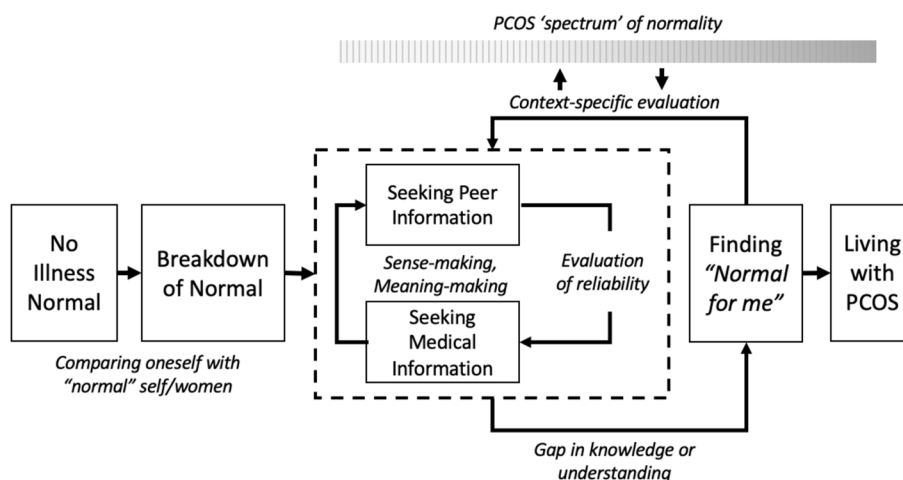 PCOS ‘spectrum’ of normality
Context-specific evaluation
No
Illness
Normal
Breakdown
of Normal
Comparing oneself with
“normal” self/women
Seeking Peer
Information
Sense-making,
Meaning-making
Seeking
Medical
Information
Evaluation
of reliability
Gap in knowledge or
understanding
Finding
“Normal
for me”
Living
with
PCOS